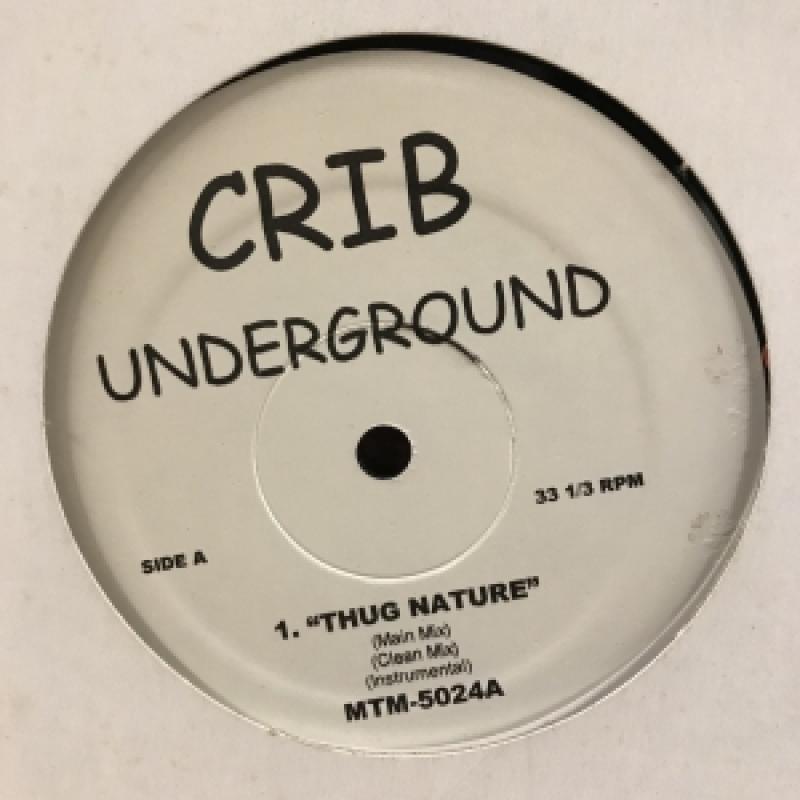 CRIB
UNDERGROUND
33 1/3 RPM
SIDE A
1. “THUG NATURE”
(Main Mix)
(Clean Mix)
(Instrumental)
MTM-5024A